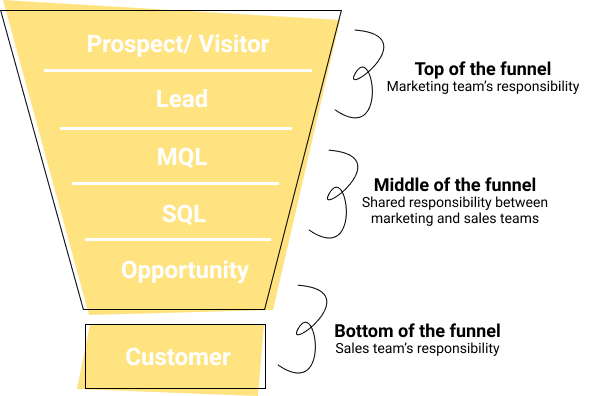 Prospect/ Visitor
Lead
MQL
SQL
Opportunity
Customer
Top of the funnel
Marketing team's responsibility
Middle of the funnel
Shared responsibility between
marketing and sales teams
Bottom of the funnel
Sales team's responsibility